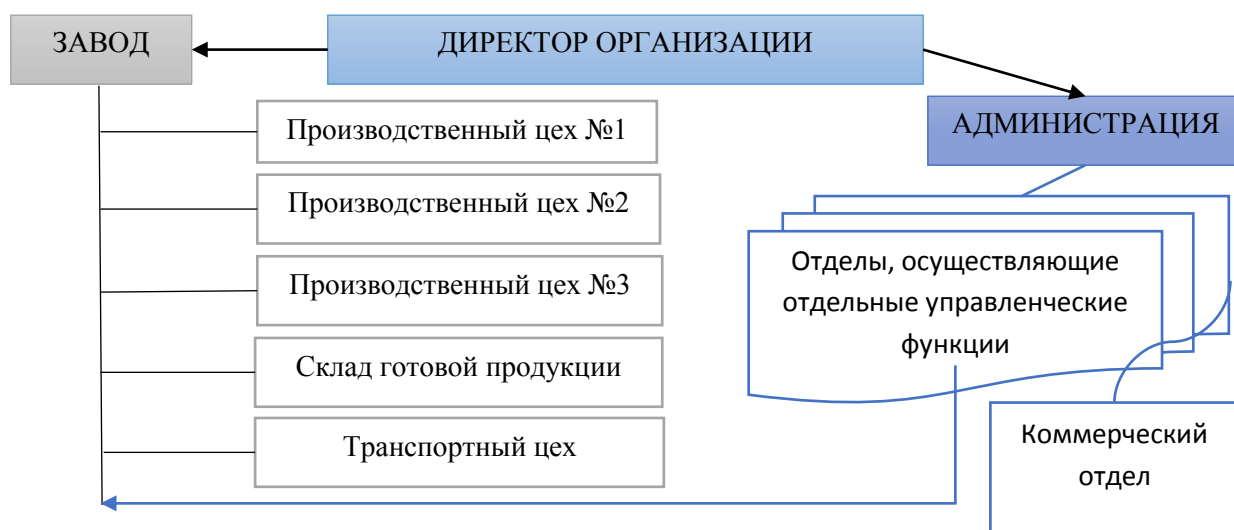 ЗАВОД
ДИРЕКТОР ОРГАНИЗАЦИИ
АДМИНИСТРАЦИЯ
Производственный цех №1
Производственный цех №2
Производственный цех №3
Склад готовой продукции
Транспортный цех
Отделы, осуществляющие
отдельные управленческие
функции
Коммерческий
отдел